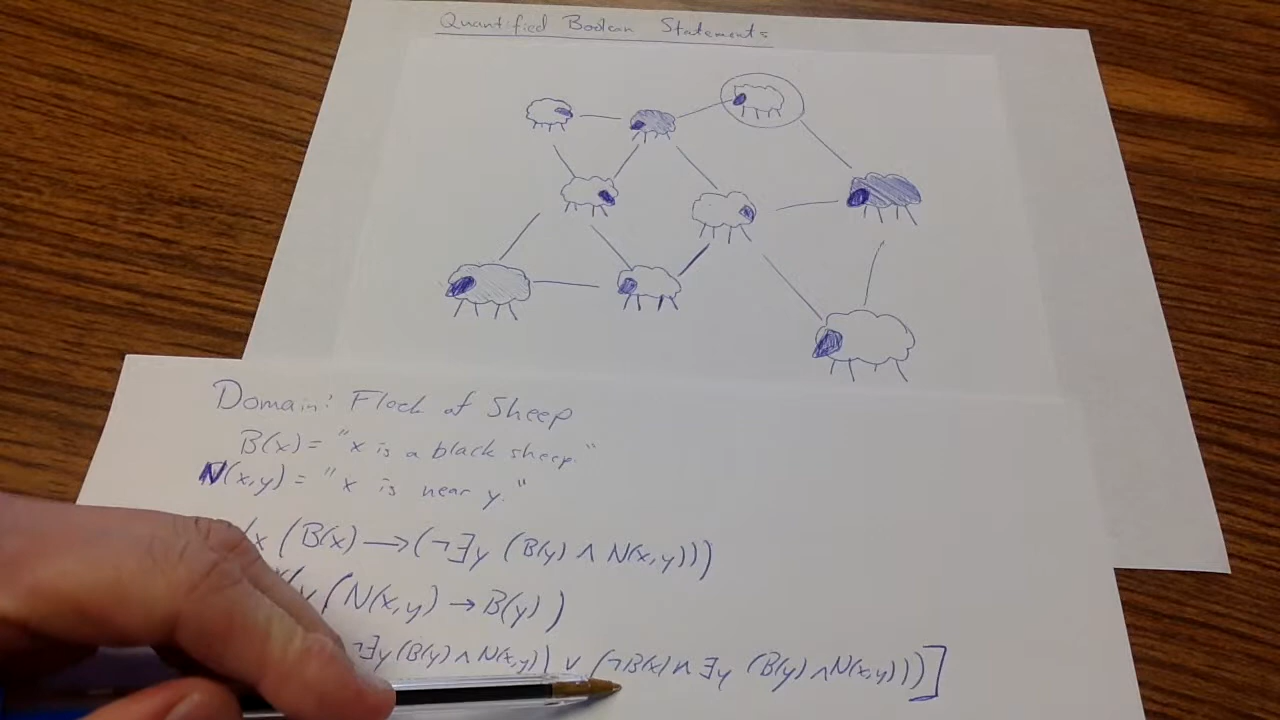 Quantified Boolean Statements
Domain: Flock of Sheep
B(x) = "x is a black sheep."
N(x,y) = "x is near y."
x (B(x) → (¬∃y (B(y) ∧ N(x,y)))
(N(x,y) → B(y))
¬∃y (B(y) ∧ N(x,y)) ∨ (¬B(x) ∧ ∃y (B(y) ∧ N(x,y)))]